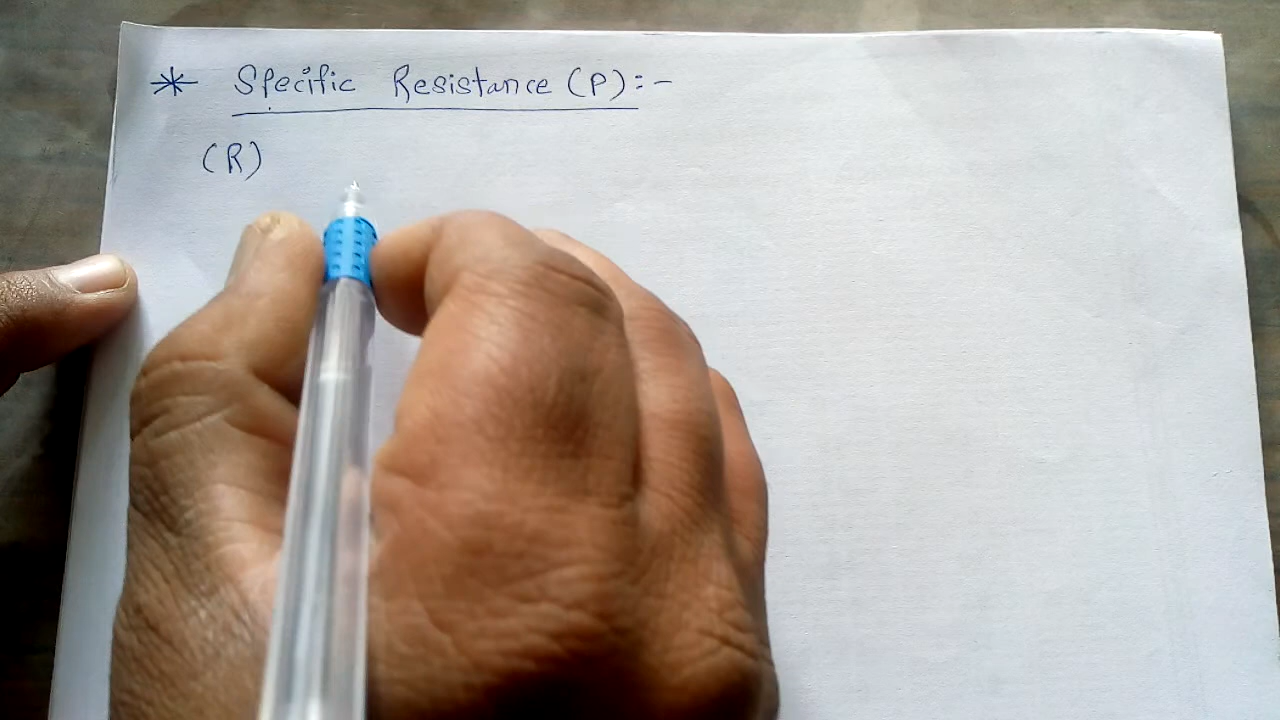 * Specific Resistance (P):-
(R)